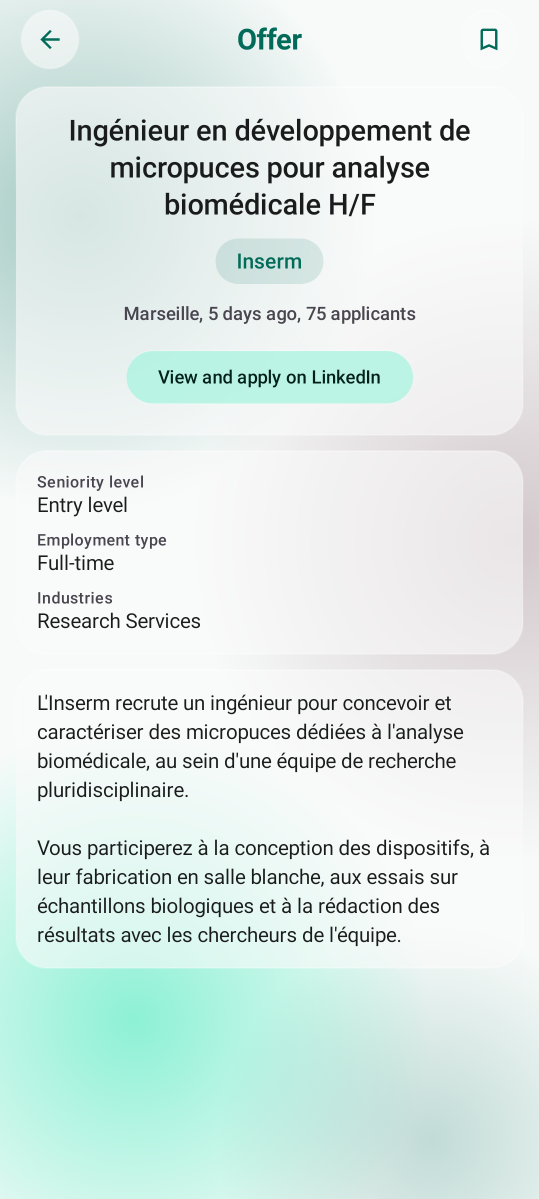 Offer
Ingénieur en développement de
micropuces pour analyse
biomédicale H/F
Inserm
Marseille, 5 days ago, 75 applicants
View and apply on LinkedIn
Seniority level
Entry level
Employment type
Full-time
Industries
Research Services
L'Inserm recrute un ingénieur pour concevoir et
caractériser des micropuces dédiées à l'analyse
biomédicale, au sein d'une équipe de recherche
pluridisciplinaire.
Vous participerez à la conception des dispositifs, à
leur fabrication en salle blanche, aux essais sur
échantillons biologiques et à la rédaction des
résultats avec les chercheurs de l'équipe.